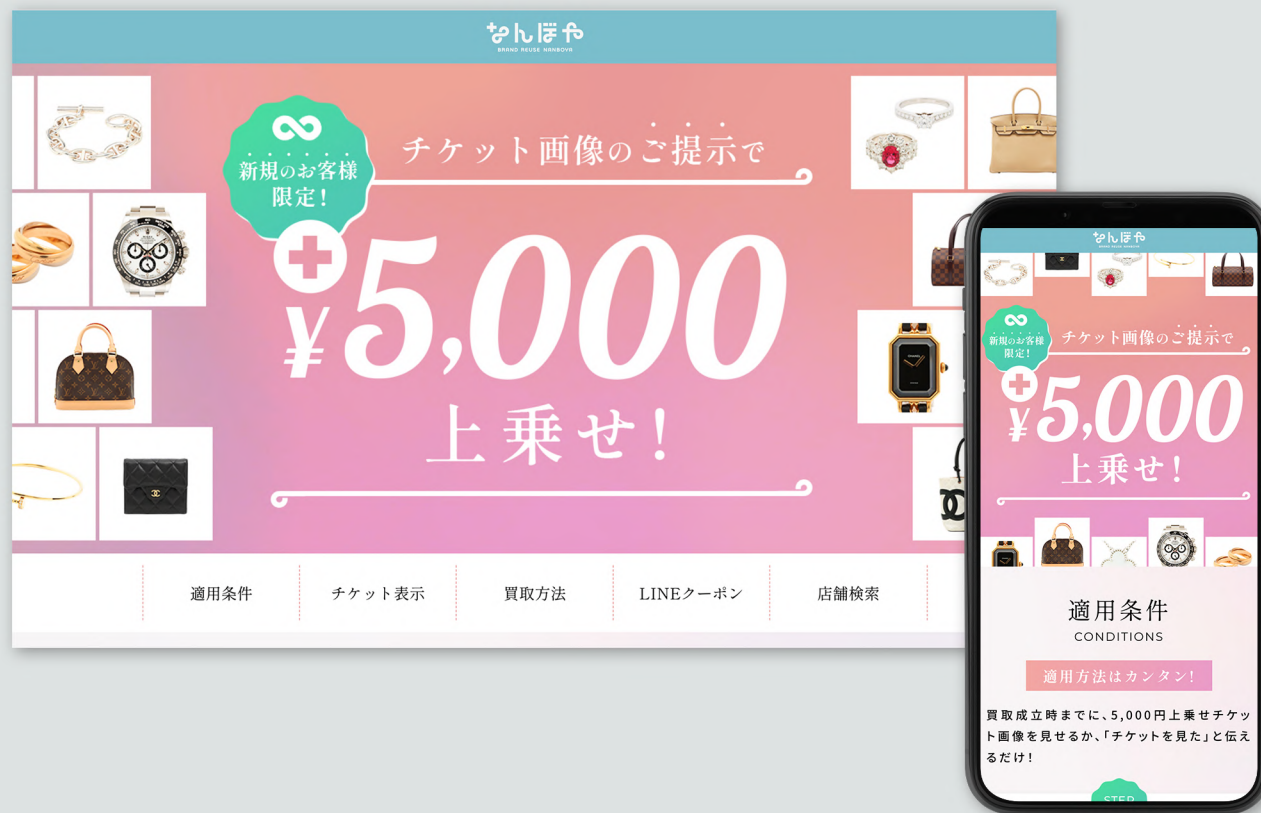 なんぼや
BRAND REUSE NANBOYA
新規のお客様
限定!
チケット画像のご提示で
+
¥5,000
上乗せ!
適用条件
チケット表示
買取方法
LINEクーポン
店舗検索
なんぼや
BRAND REUSE NANBOYA
新規のお客様
限定!
チケット画像のご提示で
+
¥5,000
上乗せ!
適用条件
CONDITIONS
適用方法はカンタン!
買取成立時までに、5,000円上乗せチケッ
ト画像を見せるか、「チケットを見た」と伝え
るだけ!
STEP